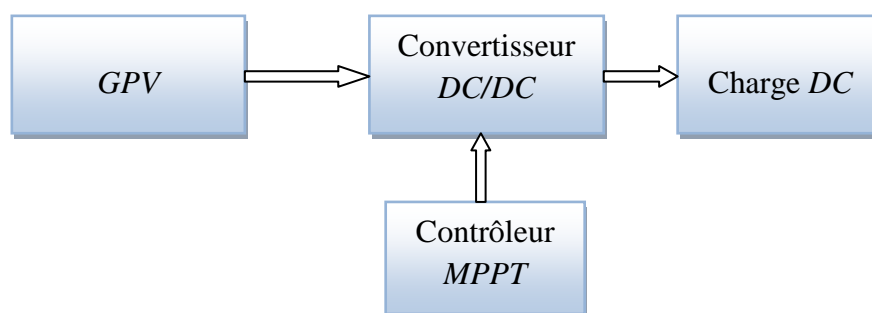 GPV
Convertisseur
DC/DC
Charge DC
Contrôleur
MPPT